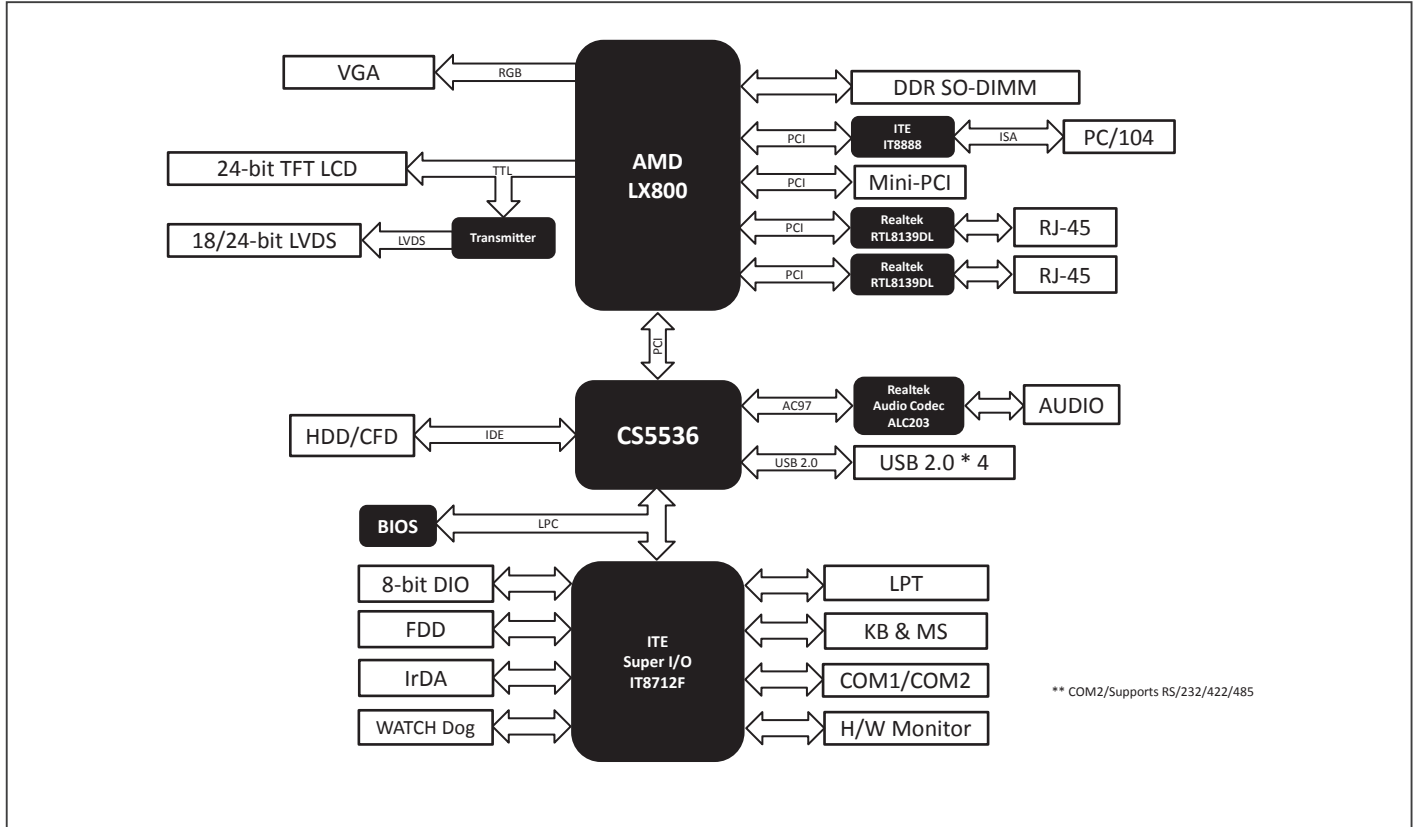 VGA
RGB
AMD
LX800
DDR SO-DIMM
PCI
ITE
IT8888
ISA
PC/104
24-bit TFT LCD
TTL
PCI
Mini-PCI
18/24-bit LVDS
LVDS
Transmitter
PCI
Realtek
RTL8139DL
RJ-45
PCI
Realtek
RTL8139DL
RJ-45
PCI
HDD/CFD
IDE
CS5536
AC97
Realtek
Audio Codec
ALC203
AUDIO
USB 2.0
USB 2.0 * 4
BIOS
LPC
8-bit DIO
FDD
IrDA
WATCH Dog
ITE
Super I/O
IT8712F
LPT
KB & MS
COM1/COM2
H/W Monitor
** COM2/Supports RS/232/422/485